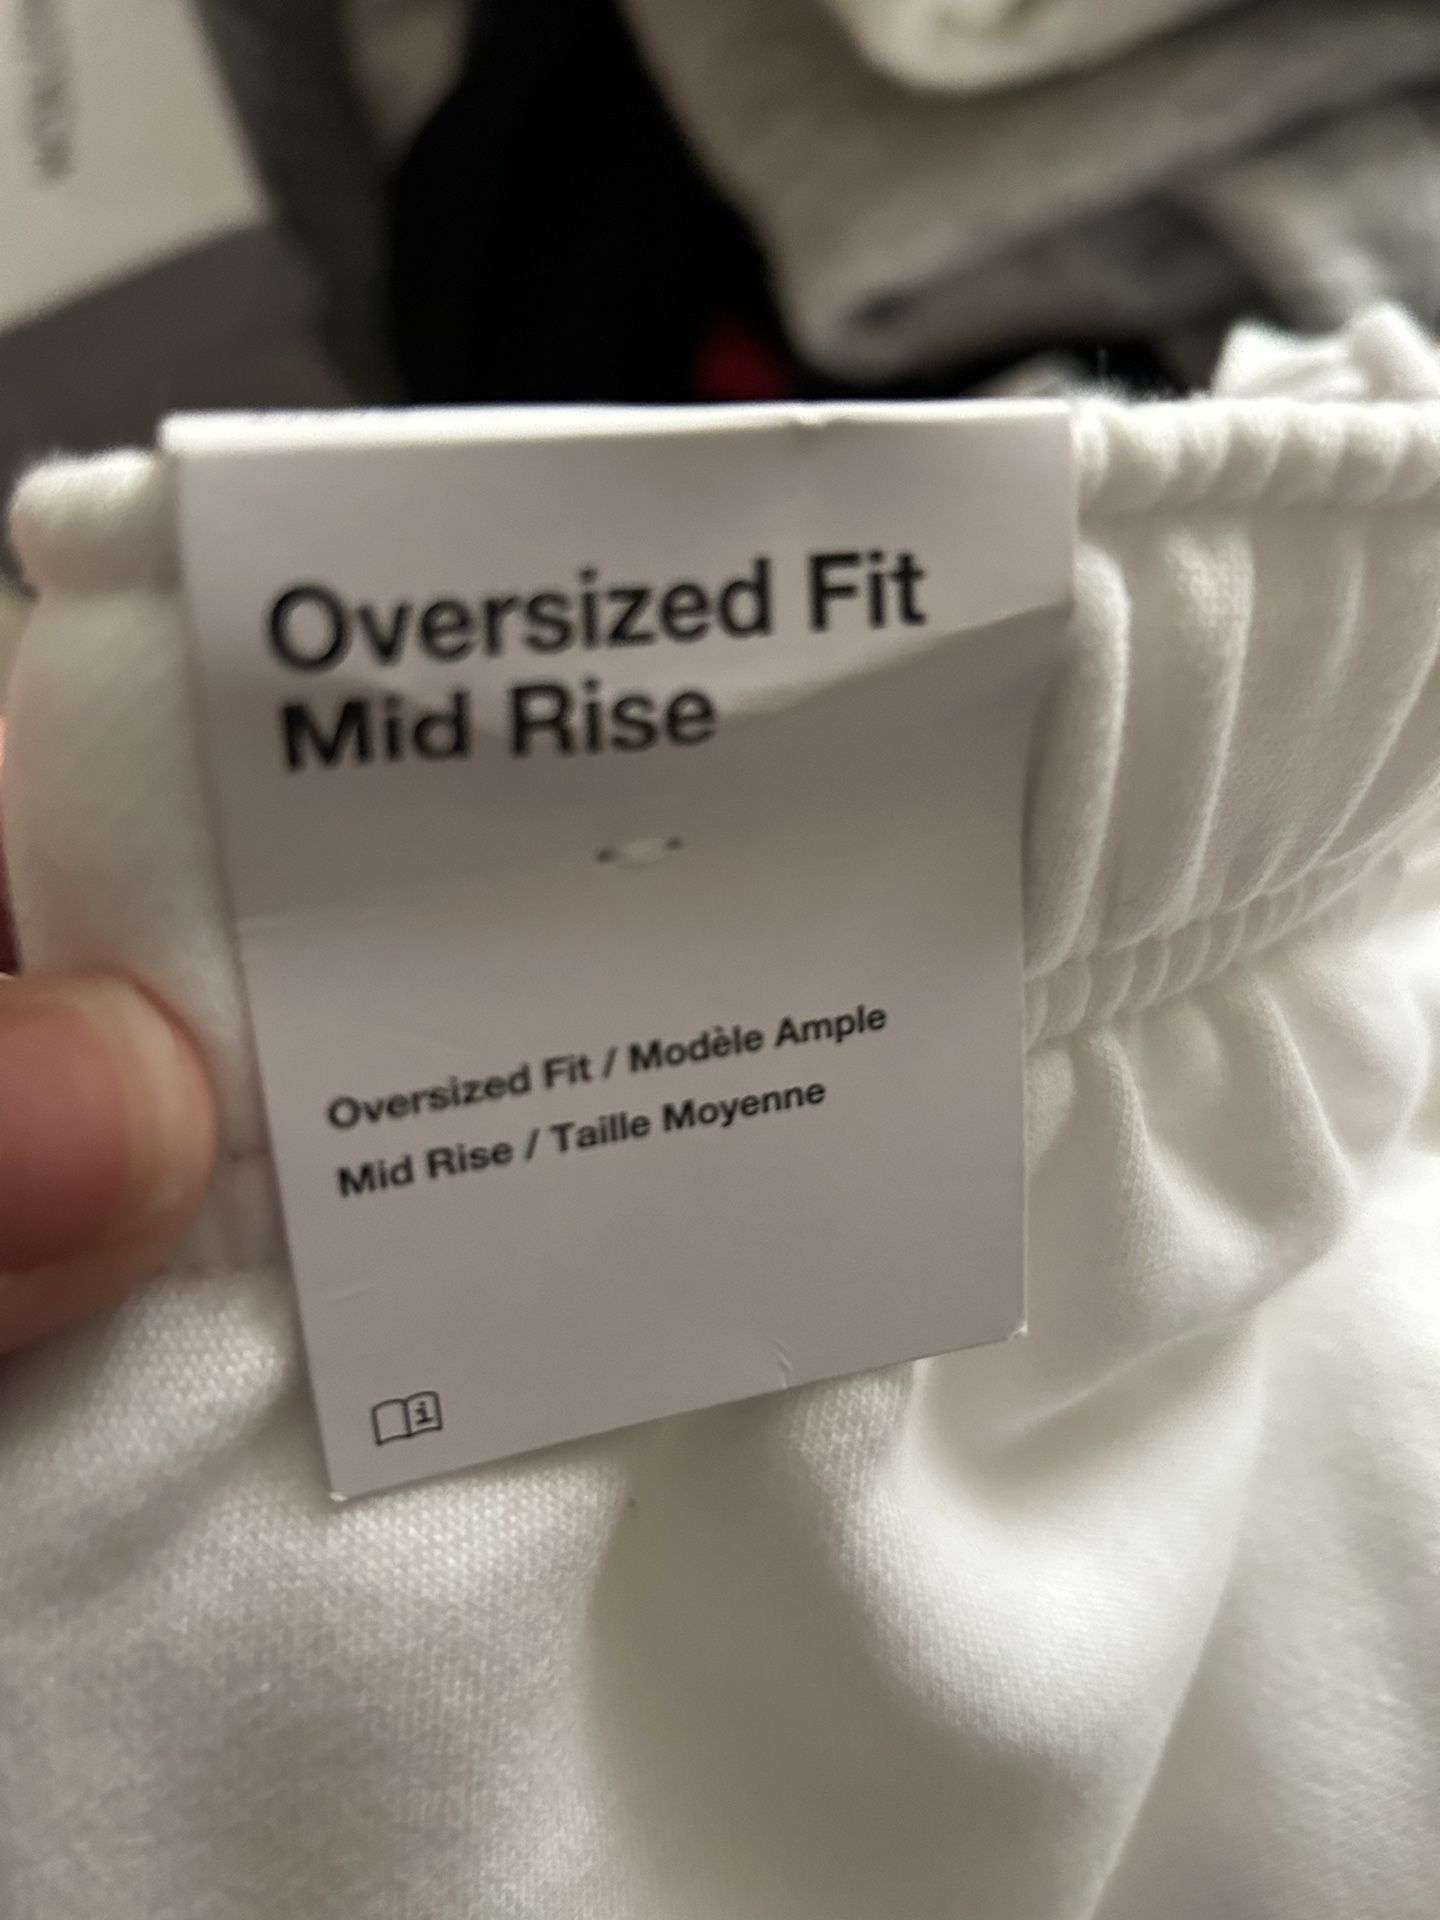 Oversized Fit
Mid Rise
Oversized Fit / Modèle Ample
Mid Rise / Taille Moyenne
i